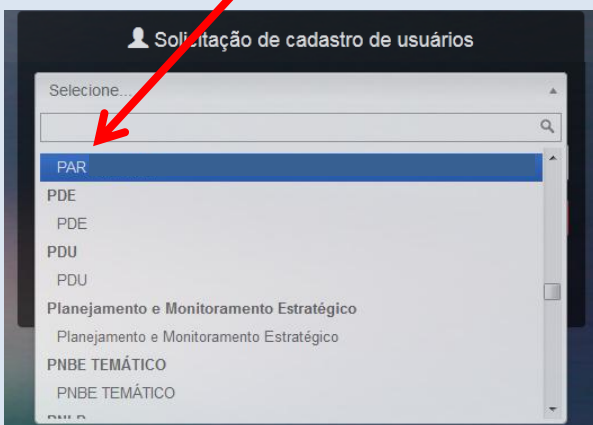 Solicitação de cadastro de usuários
Selecione...
PAR
PDE
PDE
PDU
PDU
Planejamento e Monitoramento Estratégico
Planejamento e Monitoramento Estratégico
PNBE TEMÁTICO
PNBE TEMÁTICO